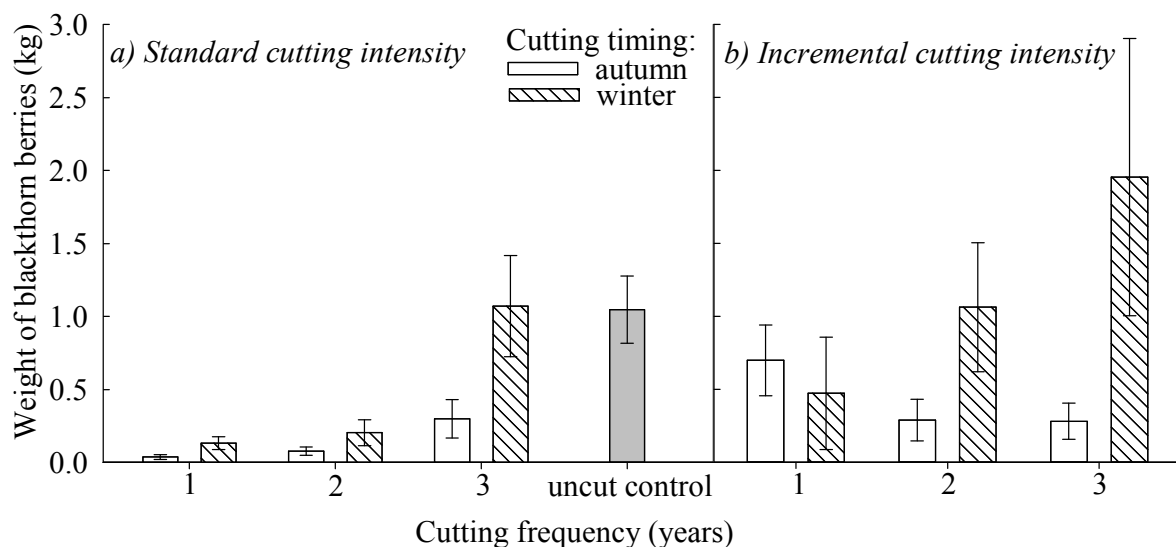 Weight of blackthorn berries (kg)
3.0
2.5
2.0
1.5
1.0
0.5
0.0
a) Standard cutting intensity
Cutting timing:
autumn
winter
b) Incremental cutting intensity
1 2 3 uncut control 1 2 3
Cutting frequency (years)